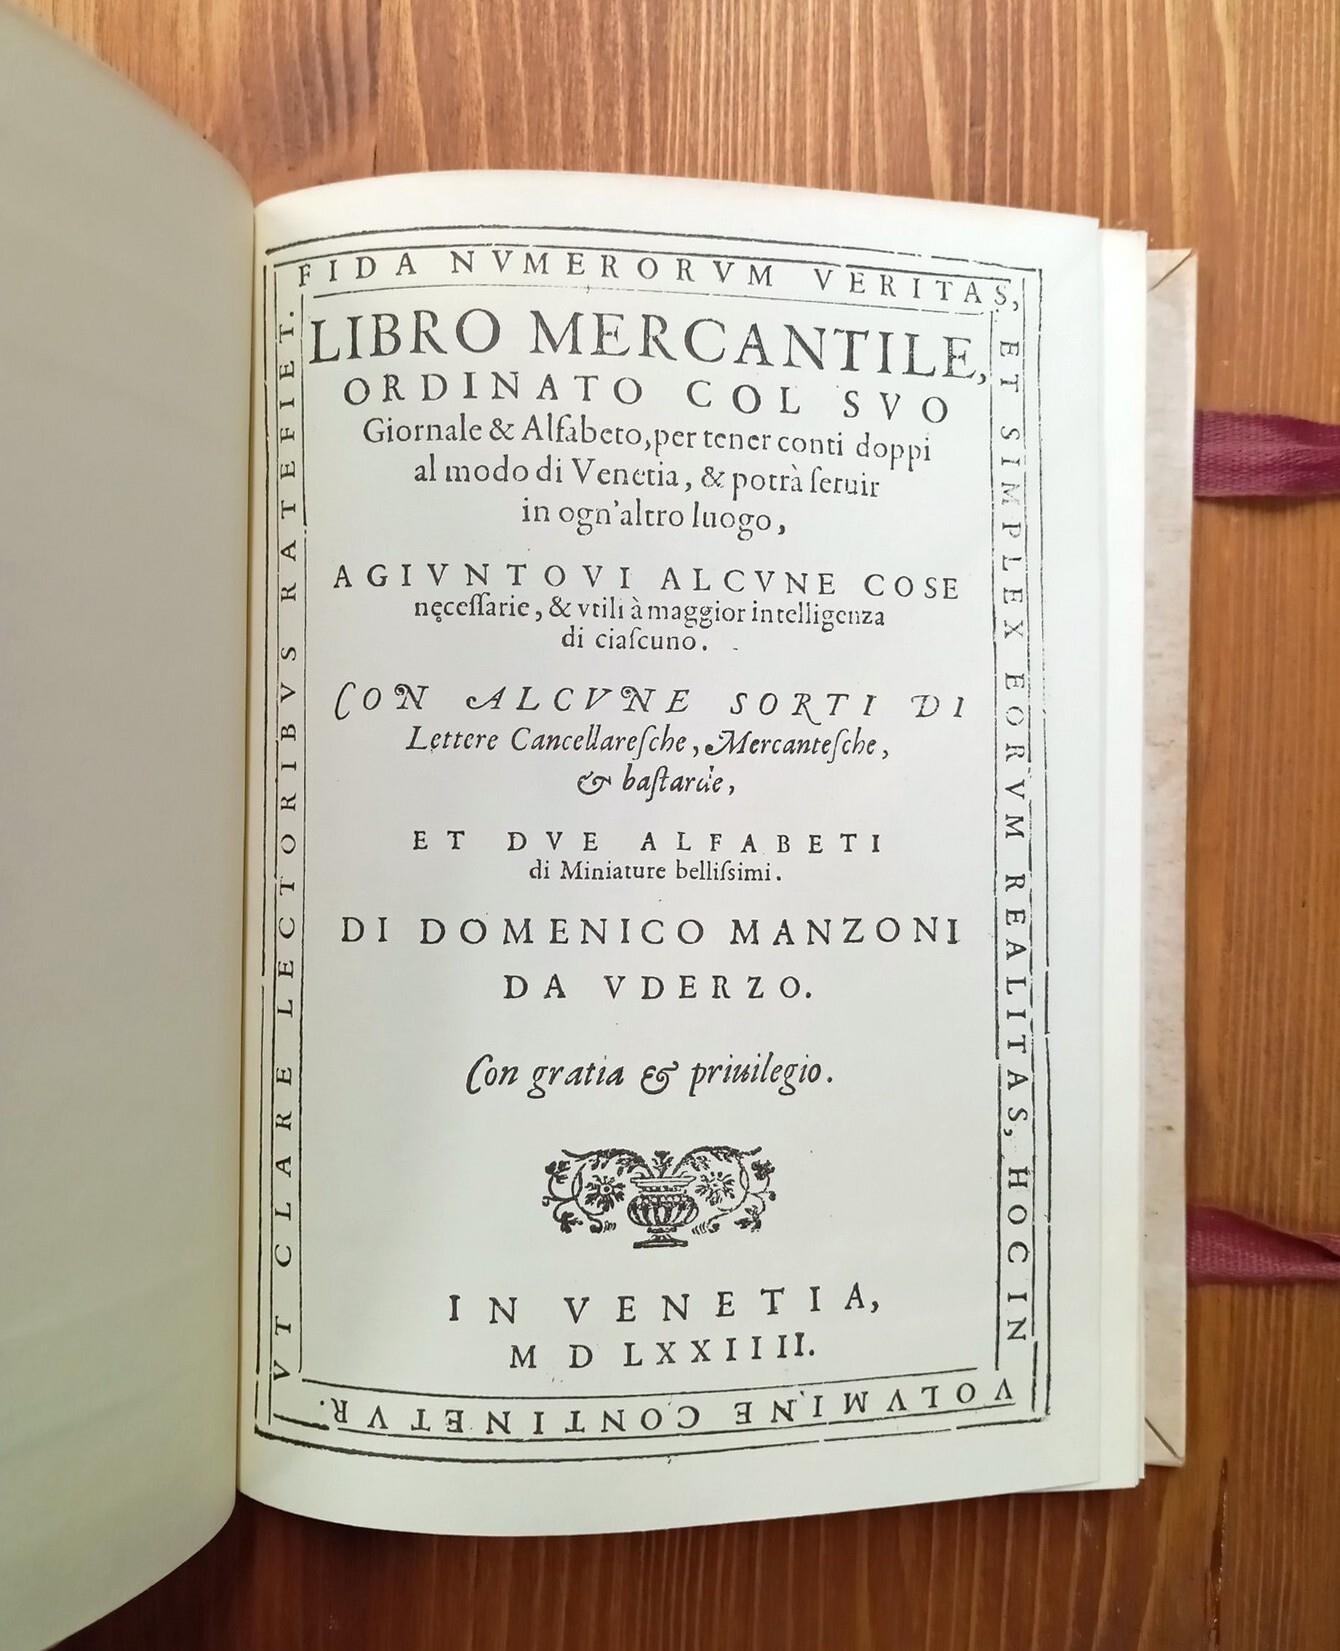 FIDA NVMERORVM VERITAS,
ET SIMPLEX EORVM REALITAS, HOC IN
VOLVMINE CONTINETVR.
VT CLARE LECTORIBVS RATEFIET.
LIBRO MERCANTILE,
ORDINATO COL SVO
Giornale & Alfabeto, per tener conti doppi
al modo di Venetia, & potrà ſeruir
in ogn'altro luogo,
AGIVNTOVI ALCVNE COSE
nęceſſarie, & vtili à maggior intelligenza
di ciaſcuno.
CON ALCVNE SORTI DI
Lęttere Cancellareſche, Mercanteſche,
& baſtarde,
ET DVE ALFABETI
di Miniature belliſsimi.
DI DOMENICO MANZONI
DA VDERZO.
Con gratia & priuilegio.
IN VENETIA,
M D LXXIIII.